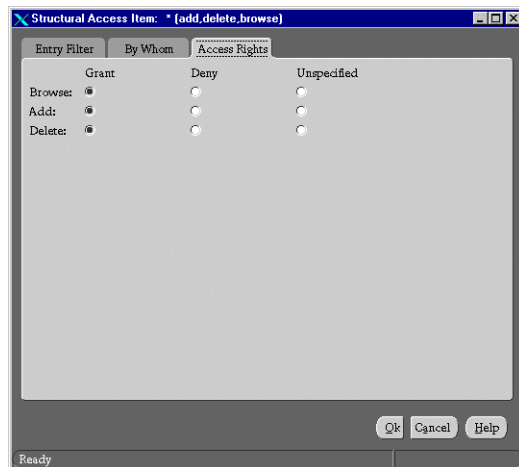 Structural Access Item: * (add,delete,browse)
Entry Filter By Whom Access Rights
Grant Deny Unspecified
Browse:
Add:
Delete:
Ok Cancel Help
Ready